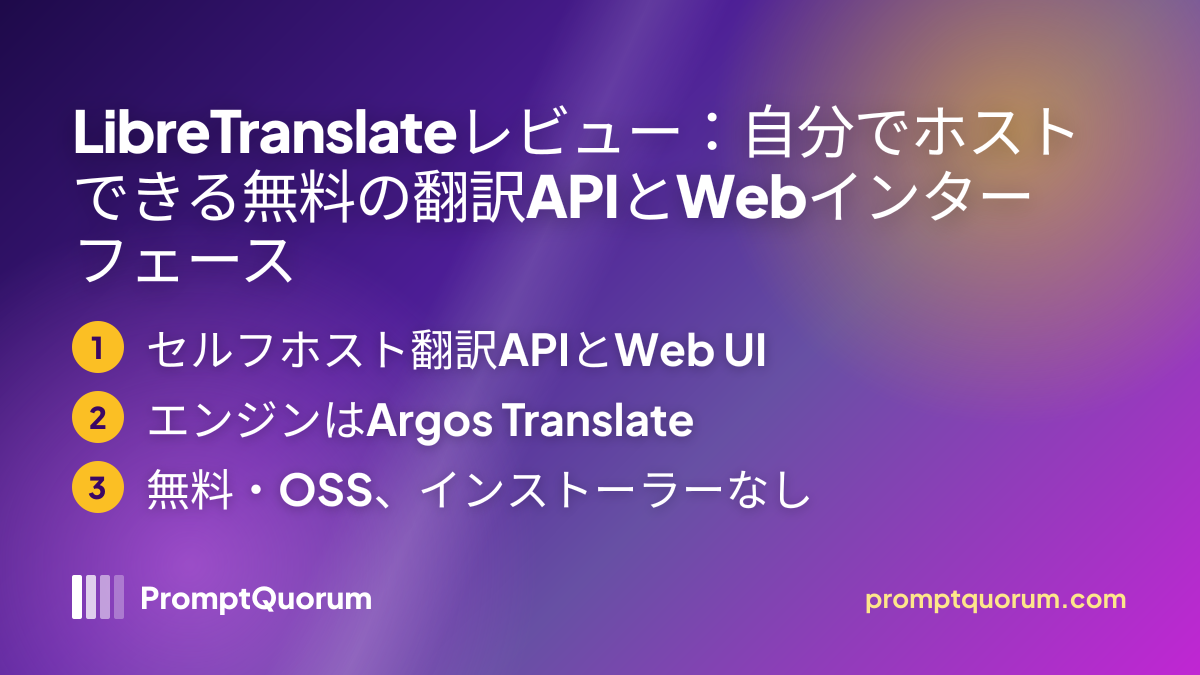 LibreTranslateレビュー：自分でホスト
できる無料の翻訳APIとWebインター
フェース
1 セルフホスト翻訳APIとWeb UI
2 エンジンはArgos Translate
3 無料・OSS、インストーラーなし
PromptQuorum
promptquorum.com